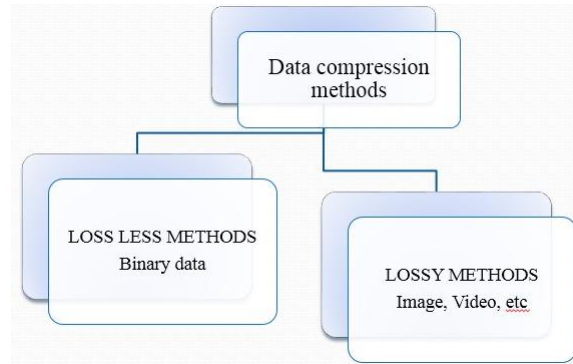 Data compression
methods
LOSS LESS METHODS
Binary data
LOSSY METHODS
Image, Video, etc